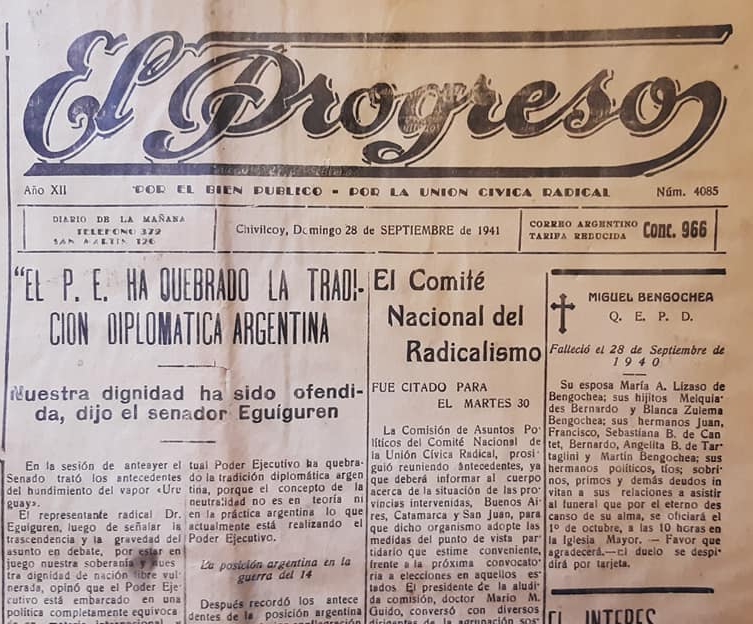 El Progreso
Año XII
POR EL BIEN PUBLICO - POR LA UNION CIVICA RADICAL
Núm. 4085
DIARIO DE LA MAÑANA
TELEFONO 372
SAN MARTIN 126
Chivilcoy, Domingo 28 de SEPTIEMBRE de 1941
CORREO ARGENTINO
TARIFA REDUCIDA
Conc. 966
"EL P. E. HA QUEBRADO LA TRADI-
CION DIPLOMATICA ARGENTINA
Nuestra dignidad ha sido ofendi-
da, dijo el senador Eguíguren
En la sesión de anteayer el
Senado trató los antecedentes
del hundimiento del vapor «Uru
guay».
El representante radical Dr.
Eguiguren, luego de señalar la
trascendencia y la gravedad del
asunto en debate, por estar en
juego nuestra soberanía y nues
tra dignidad de nación libre vul-
nerada, opinó que el Poder Eje-
cutivo está embarcado en una
política completamente equivoca
tual Poder Ejecutivo ha quebra-
do la tradición diplomática argen
tina, porque el concepto de la
neutralidad no es en teoría ni
en la práctica argentina lo que
actualmente está realizando el
Poder Ejecutivo.
La posición argentina en la
guerra del 14
Después recordó los antece
dentes de la posición argentina
El Comité
Nacional del
Radicalismo
FUE CITADO PARA
EL MARTES 30
La Comisión de Asuntos Po
líticos del Comité Nacional de
la Unión Cívica Radical, prosi-
guió reuniendo antecedentes, ya
que deberá informar al cuerpo
acerca de la situación de las pro
vincias intervenidas, Buenos Ai-
res, Catamarca y San Juan, para
que dicho organismo adopte las
medidas del punto de vista par
tidario que estime conveniente,
frente a la próxima convocato-
ria a elecciones en aquellos es-
tados. El presidente de la aludi
da comisión, doctor Mario M.
Guido, conversó con diversos
dirigentes de la agrupación sos-
MIGUEL BENGOCHEA
Q. E. P. D.
Falleció el 28 de Septiembre de
1940
Su esposa María A. Lizaso de
Bengochea; sus hijitos Melquia-
des Bernardo y Blanca Zulema
Bengochea; sus hermanos Juan,
Francisco, Sebastiana B. de Can
tet, Bernardo, Angelita B. de Tar-
taglini y Martín Bengochea; sus
hermanos políticos, tíos; sobri-
nos, primos y demás deudos in
vitan a sus relaciones a asistir
al funeral que por el eterno des
canso de su alma, se oficiará el
1º de octubre, a las 10 horas en
la Iglesia Mayor. — Favor que
agradecerá.—El duelo se despi-
dirá por tarjeta.
EL INTERES